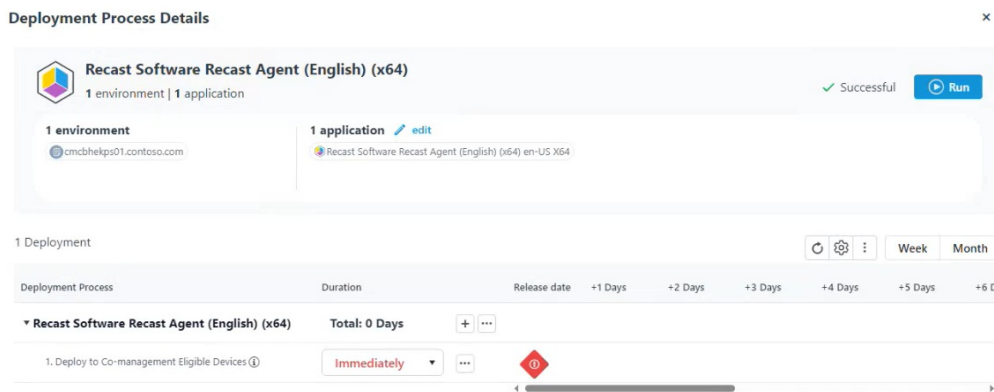 Deployment Process Details
Recast Software Recast Agent (English) (x64)
1 environment | 1 application
Successful
Run
1 environment
1 application edit
cmcbhekps01.contoso.com
Recast Software Recast Agent (English) (x64) en-US X64
1 Deployment
Week Month
Deployment Process Duration Release date +1 Days +2 Days +3 Days +4 Days +5 Days +6 D
Recast Software Recast Agent (English) (x64) Total: 0 Days
1. Deploy to Co-management Eligible Devices Immediately